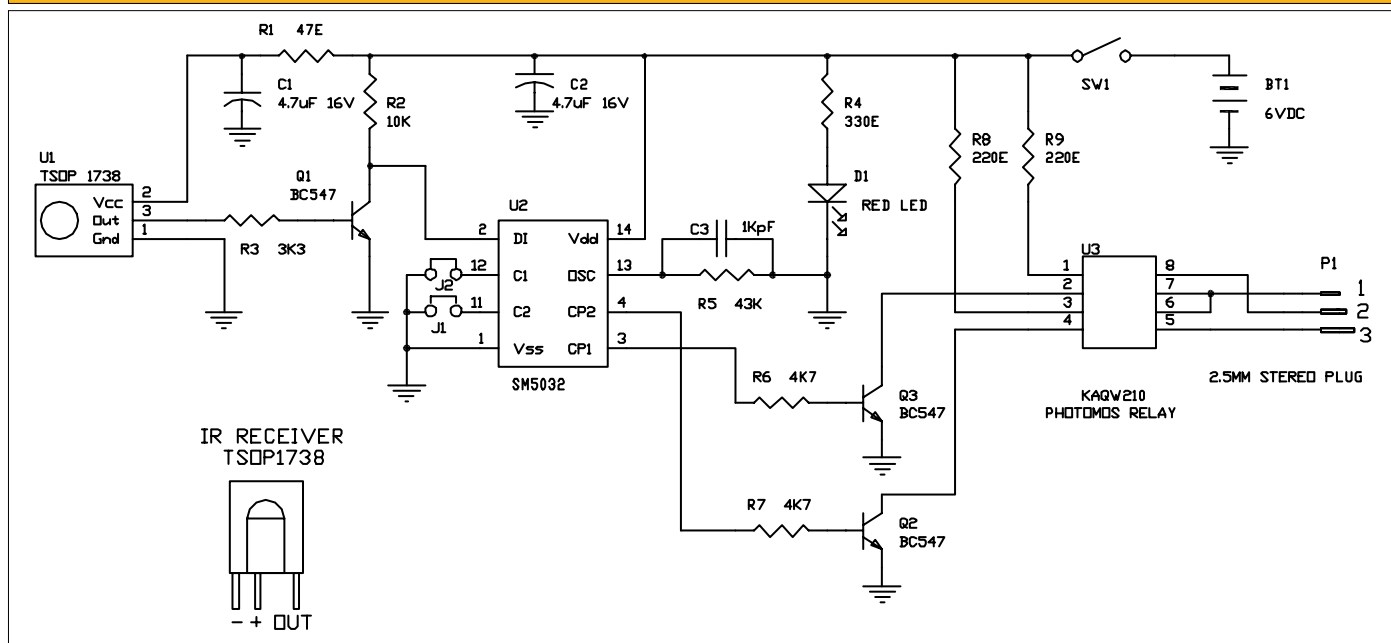 R1 47E
C1
4.7uF 16V
R2
10K
C2
4.7uF 16V
R4
330E
SW1
BT1
6VDC
R8
220E
R9
220E
U1
TSOP 1738
Vcc 2
Out 3
Gnd 1
Q1
BC547
R3 3K3
D1
RED LED
U2
2 DI Vdd 14
12 C1 OSC 13
11 C2 CP2 4
1 Vss CP1 3
J2
J1
SM5032
C3 1KpF
R5 43K
U3
1 8
2 7
3 6
4 5
P1
1
2
3
2.5MM STEREO PLUG
KAQW210
PHOTOMOS RELAY
R6 4K7
Q3
BC547
R7 4K7
Q2
BC547
IR RECEIVER
TSOP1738
- + OUT